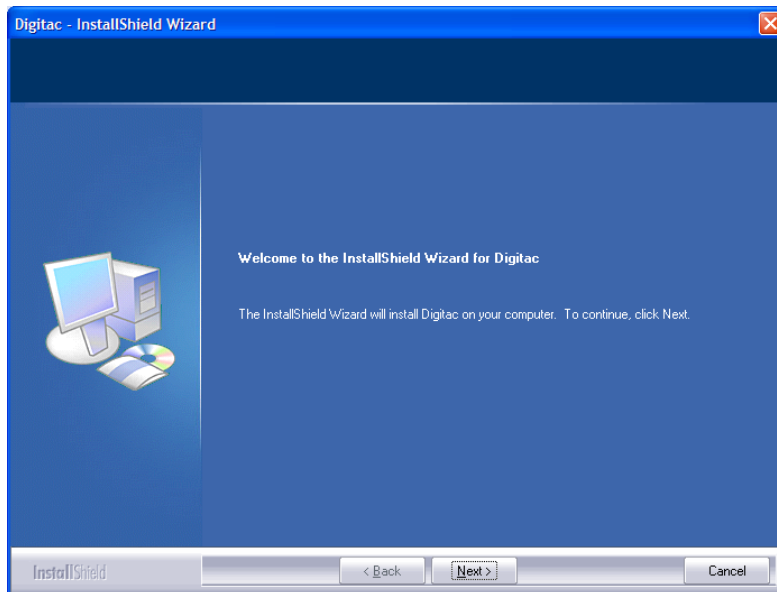 Digitac - InstallShield Wizard
Welcome to the InstallShield Wizard for Digitac
The InstallShield Wizard will install Digitac on your computer.  To continue, click Next.
InstallShield
< Back
Next >
Cancel